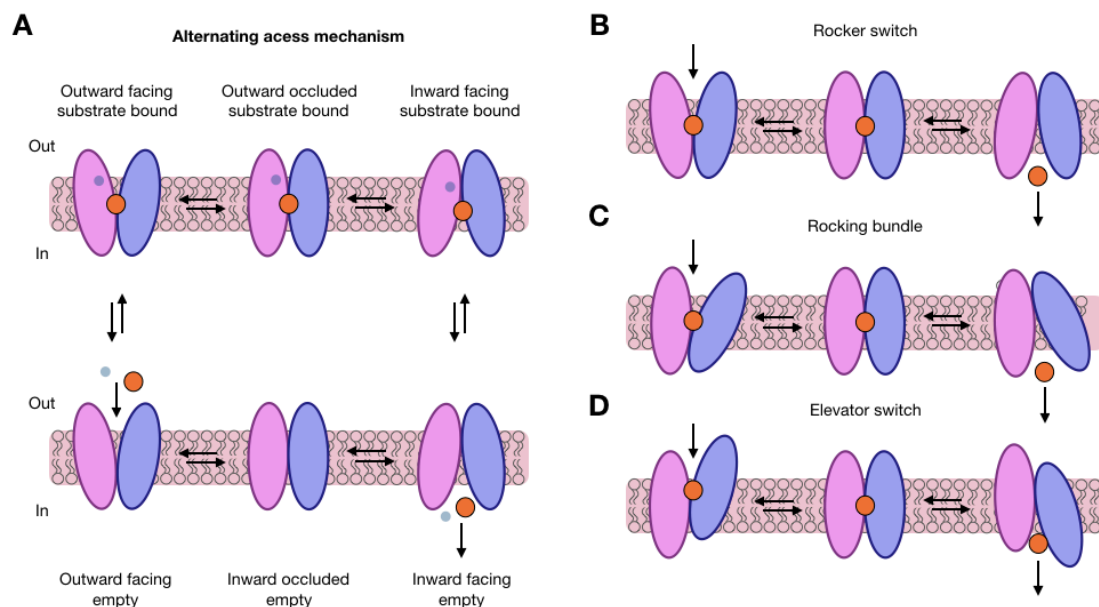 A
Alternating acess mechanism
Outward facing
substrate bound
Outward occluded
substrate bound
Inward facing
substrate bound
Out
In
Out
In
Outward facing
empty
Inward occluded
empty
Inward facing
empty
B
Rocker switch
C
Rocking bundle
D
Elevator switch